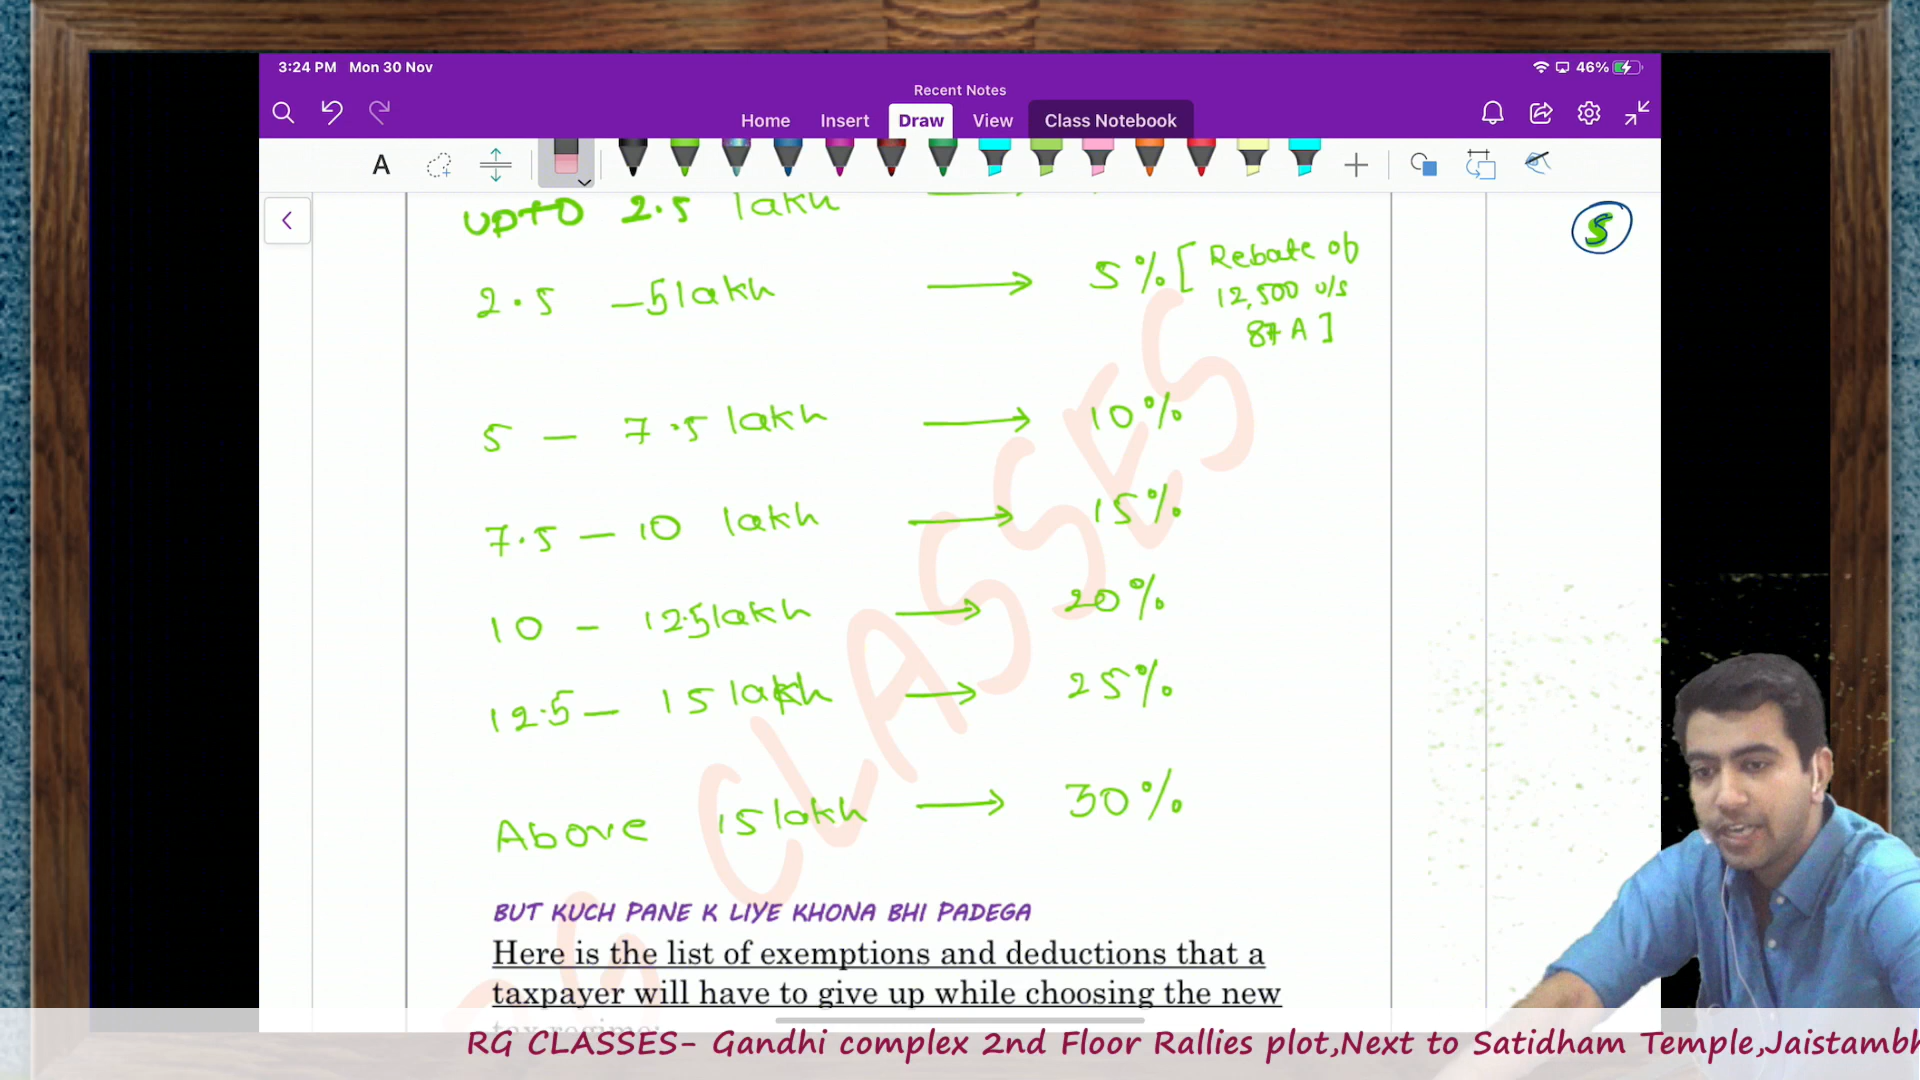 3:24 PM Mon 30 Nov
46%
Recent Notes
Home Insert Draw View Class Notebook
A
UPTO 2.5 lakh
5
2.5 — 5 lakh → 5% [Rebate of
12,500 u/s
87 A]
5 — 7.5 lakh → 10%
7.5 — 10 lakh → 15%
10 — 12.5 lakh → 20%
12.5 — 15 lakh → 25%
Above 15 lakh → 30%
CLASSES
BUT KUCH PANE K LIYE KHONA BHI PADEGA
Here is the list of exemptions and deductions that a
taxpayer will have to give up while choosing the new
tax regime:
RG CLASSES- Gandhi complex 2nd Floor Rallies plot,Next to Satidham Temple,Jaistambh